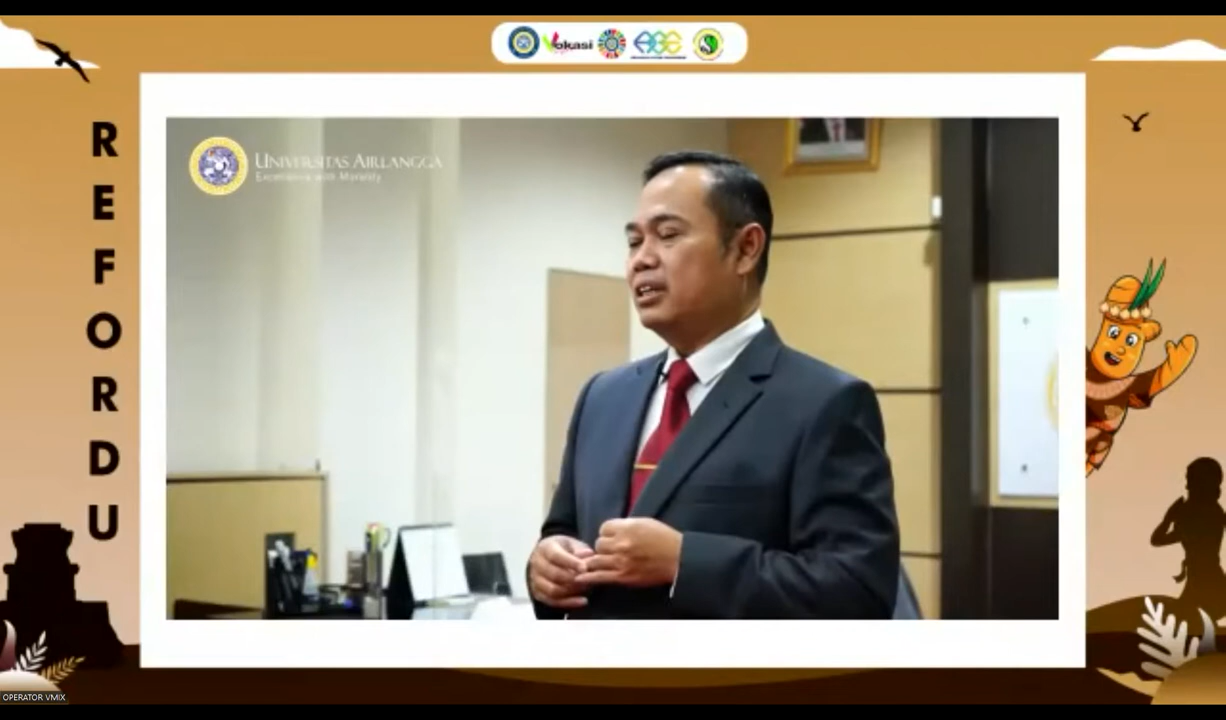 Vokasi
UNIVERSITAS AIRLANGGA
Excellence with Morality
REFORDU
OPERATOR VMIX